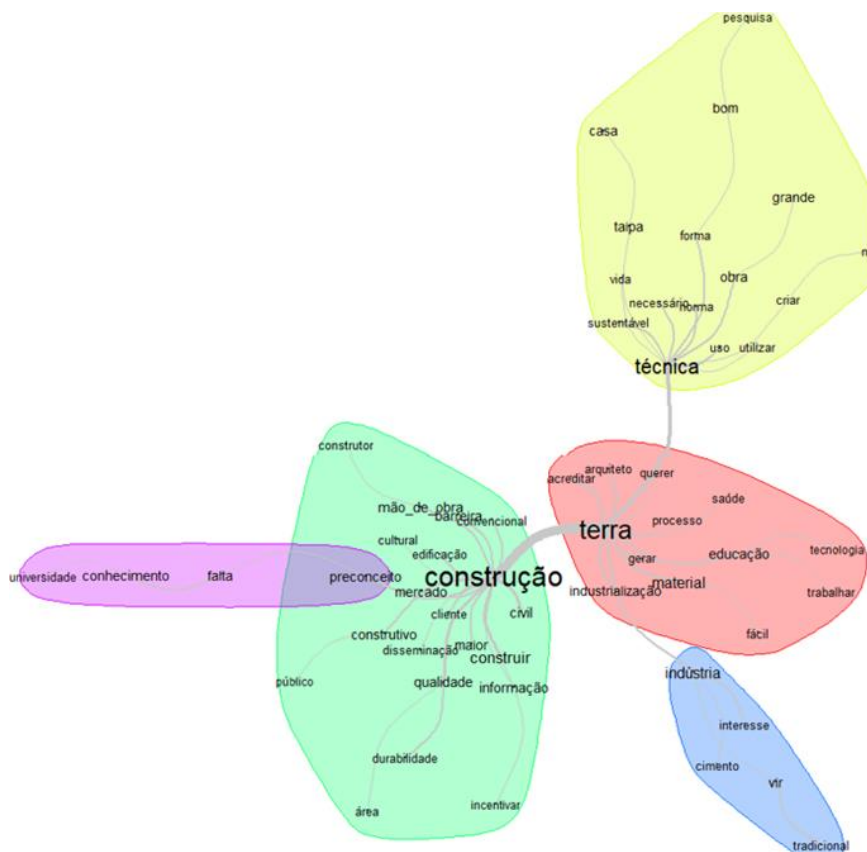 pesquisa
bom
casa
grande
taipa
forma
vida
obra
necessário
norma
criar
sustentável
uso
utilizar
técnica
construtor
acreditar
arquiteto
querer
saúde
mão_de_obra
barreira
convencional
processo
terra
cultural
edificação
gerar
educação
tecnologia
universidade
conhecimento
falta
preconceito
construção
mercado
industrialização
material
trabalhar
cliente
civil
construtivo
disseminação
maior
construir
fácil
público
qualidade
informação
indústria
interesse
durabilidade
cimento
vir
área
incentivar
tradicional